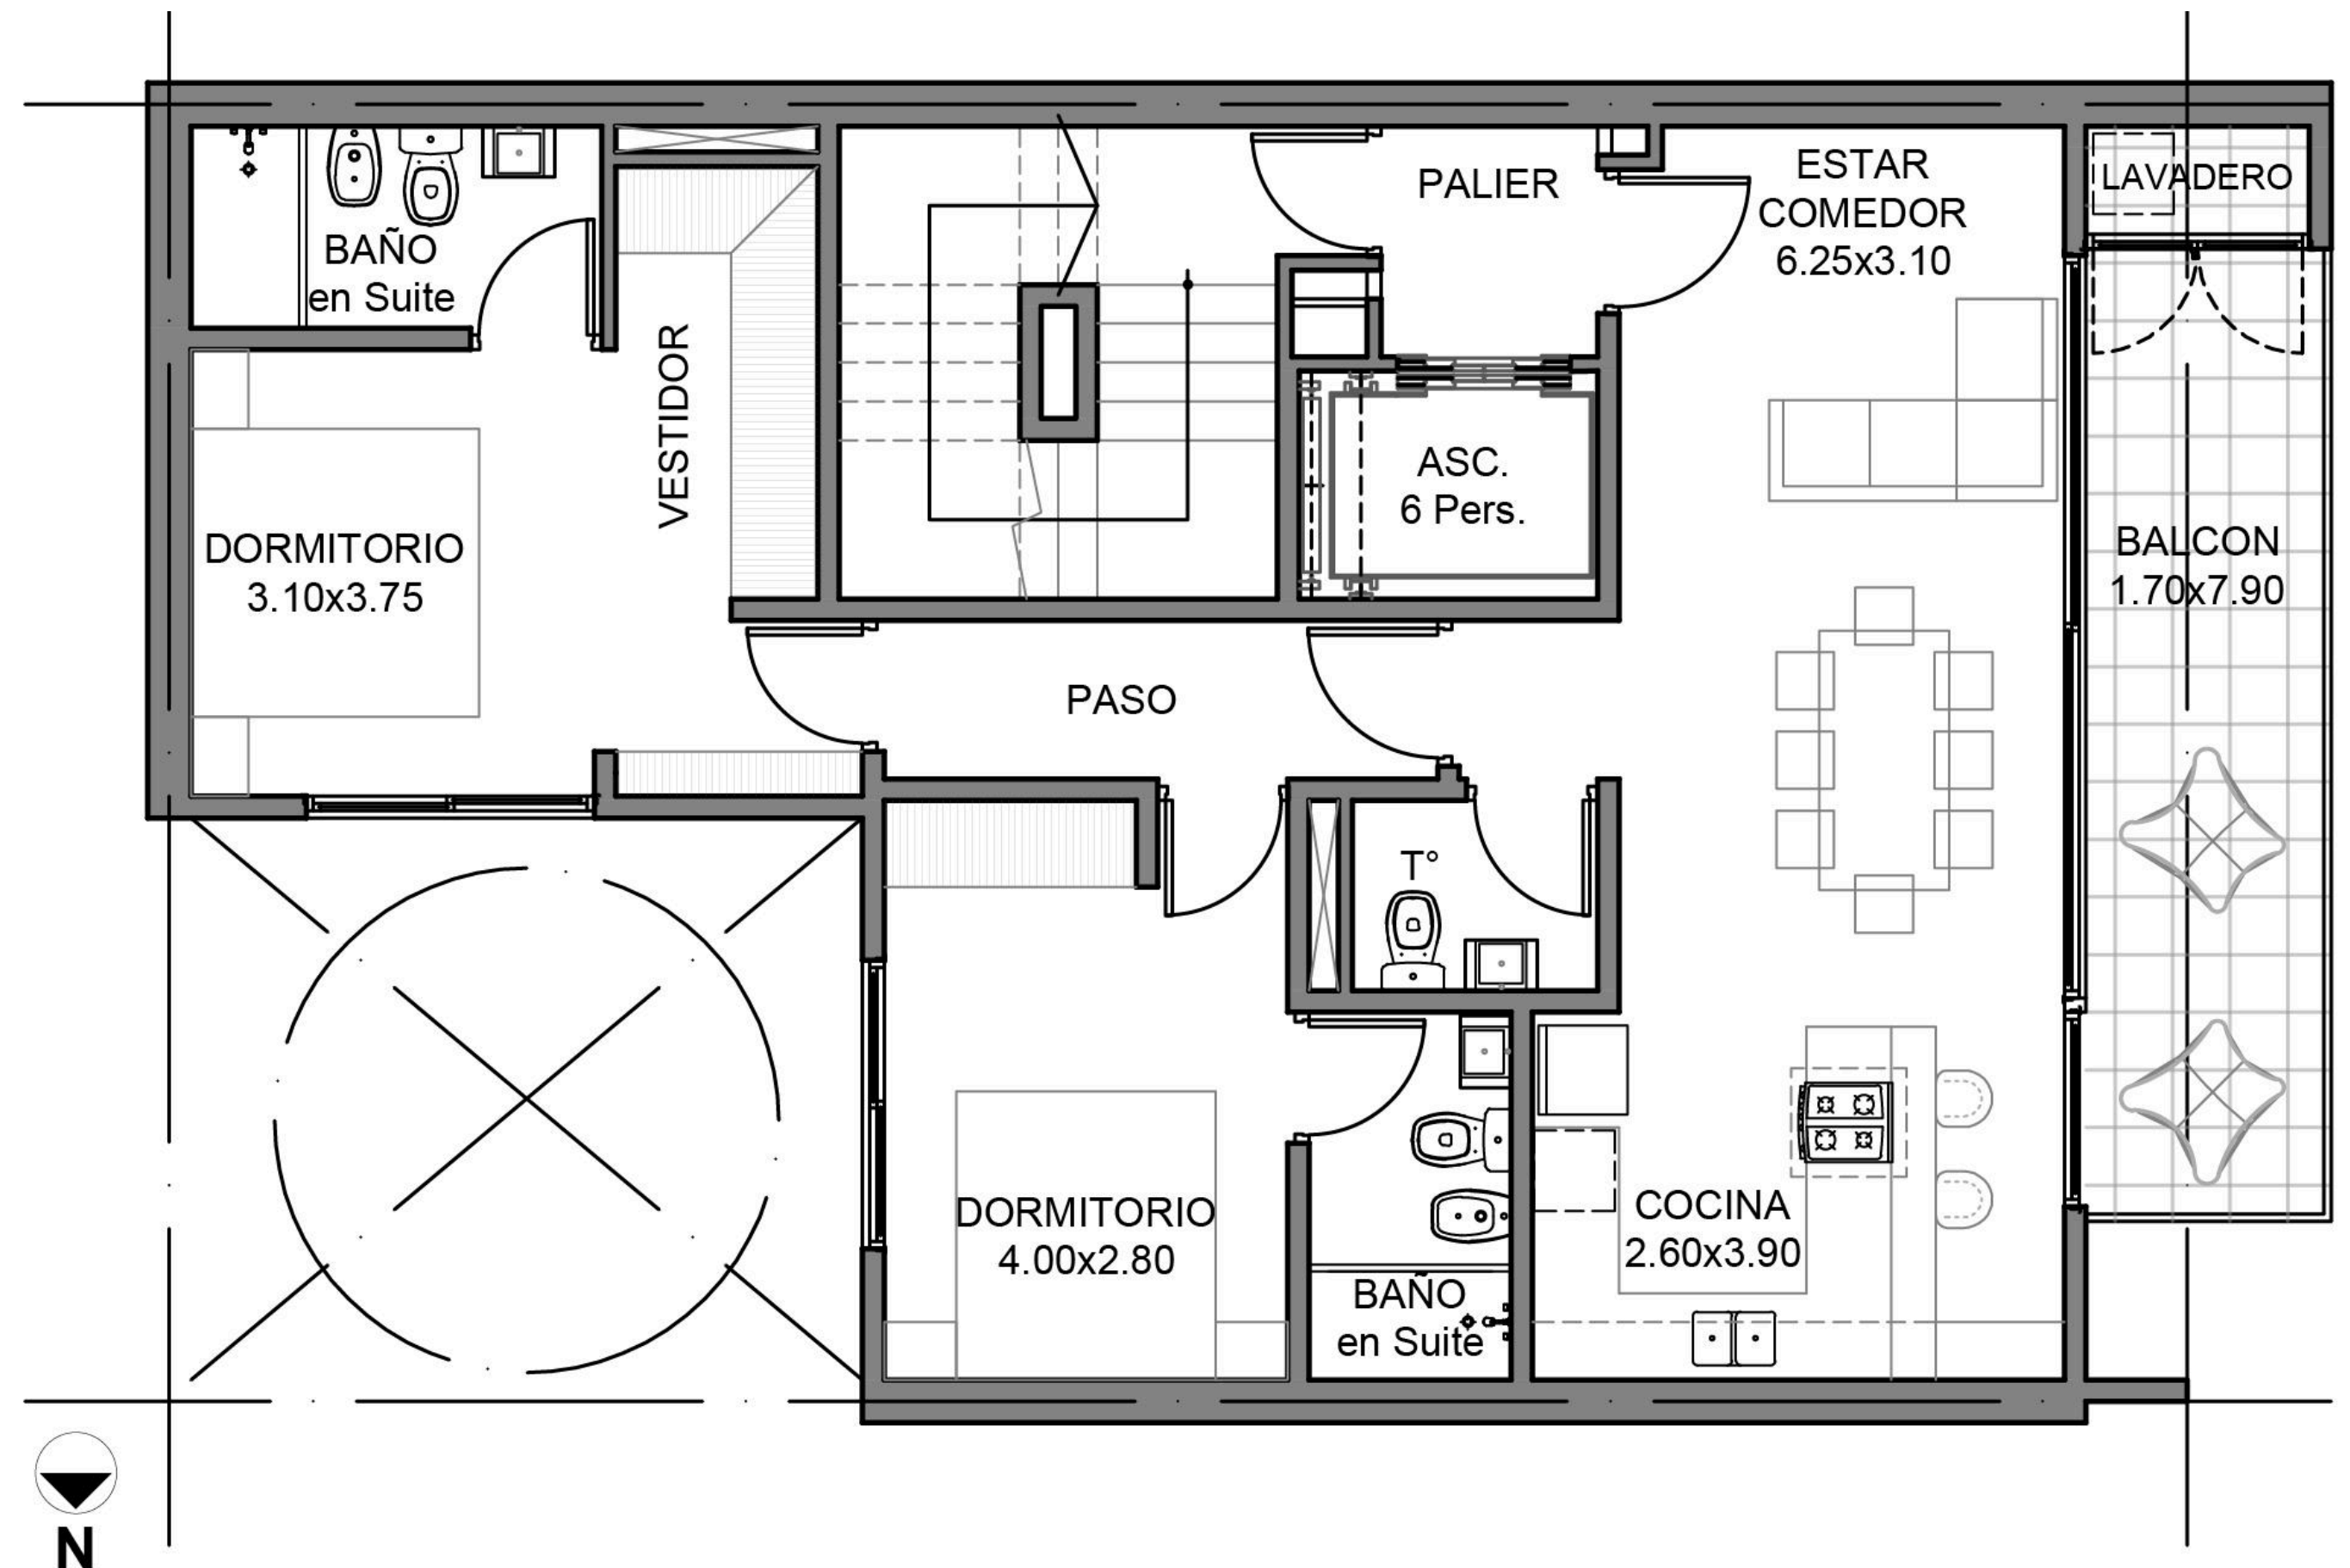 BAÑO
en Suite
VESTIDOR
DORMITORIO
3.10x3.75
PALIER
ESTAR
COMEDOR
6.25x3.10
LAVADERO
ASC.
6 Pers.
BALCON
1.70x7.90
PASO
T°
DORMITORIO
4.00x2.80
BAÑO
en Suite
COCINA
2.60x3.90
N